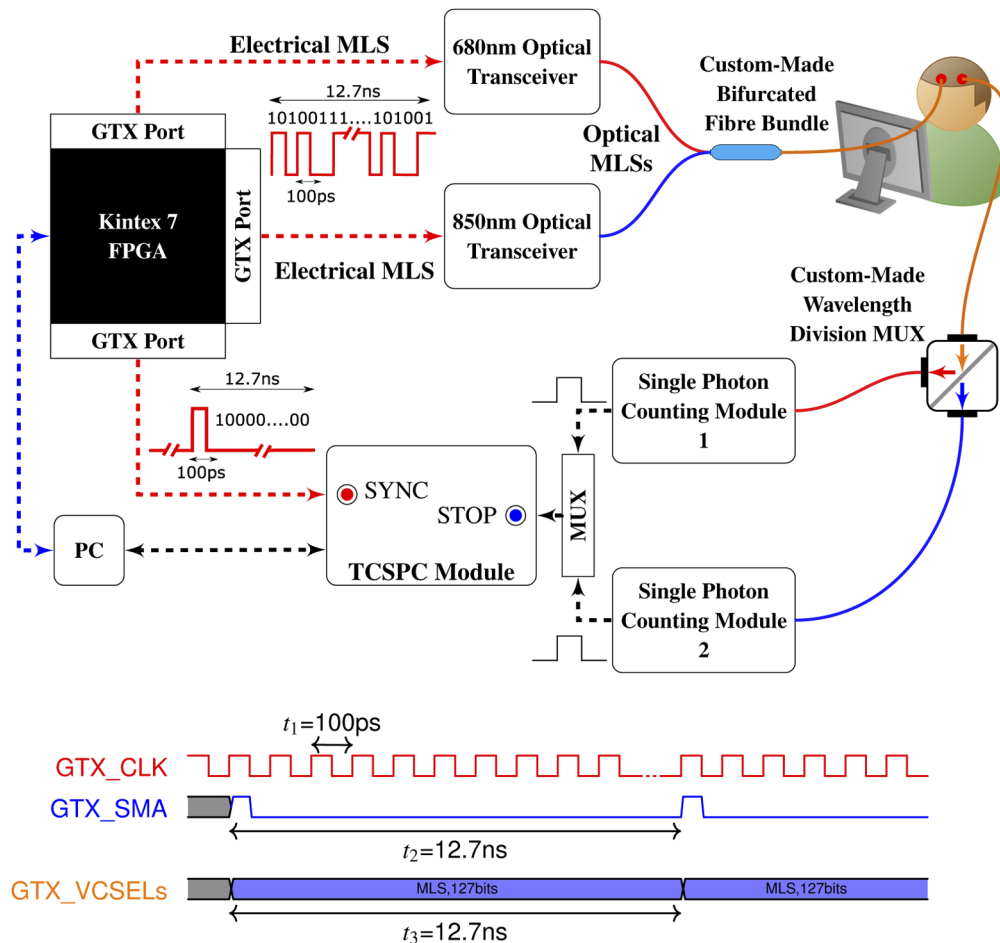 Electrical MLS
680nm Optical
Transceiver
Custom-Made
Bifurcated
Fibre Bundle
12.7ns
10100111....101001
100ps
Optical
MLSs
GTX Port
Kintex 7
FPGA
GTX Port
850nm Optical
Transceiver
Electrical MLS
GTX Port
Custom-Made
Wavelength
Division MUX
12.7ns
10000....00
100ps
Single Photon
Counting Module
1
SYNC
STOP
MUX
PC
TCSPC Module
Single Photon
Counting Module
2
t₁=100ps
GTX_CLK
GTX_SMA
t₂=12.7ns
GTX_VCSELs
MLS,127bits
MLS,127bits
t₃=12.7ns